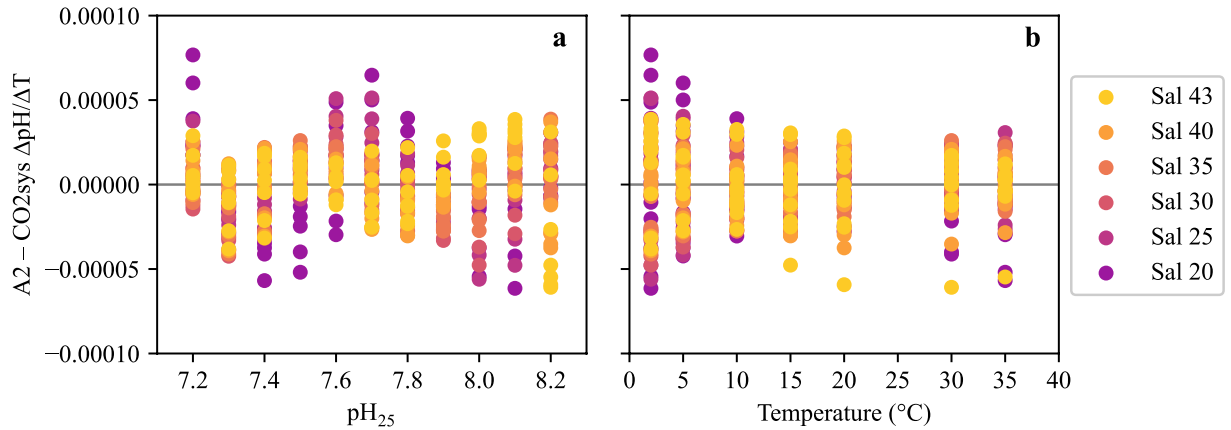 a
b
A2 − CO2sys ΔpH/ΔT
0.00010
0.00005
0.00000
−0.00005
−0.00010
7.2 7.4 7.6 7.8 8.0 8.2
pH₂₅
0 5 10 15 20 25 30 35 40
Temperature (°C)
Sal 43
Sal 40
Sal 35
Sal 30
Sal 25
Sal 20